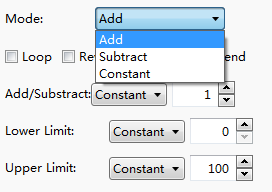 Mode: Add
Add
Subtract
Constant
Loop
Add/Substract: Constant 1
Lower Limit: Constant 0
Upper Limit: Constant 100